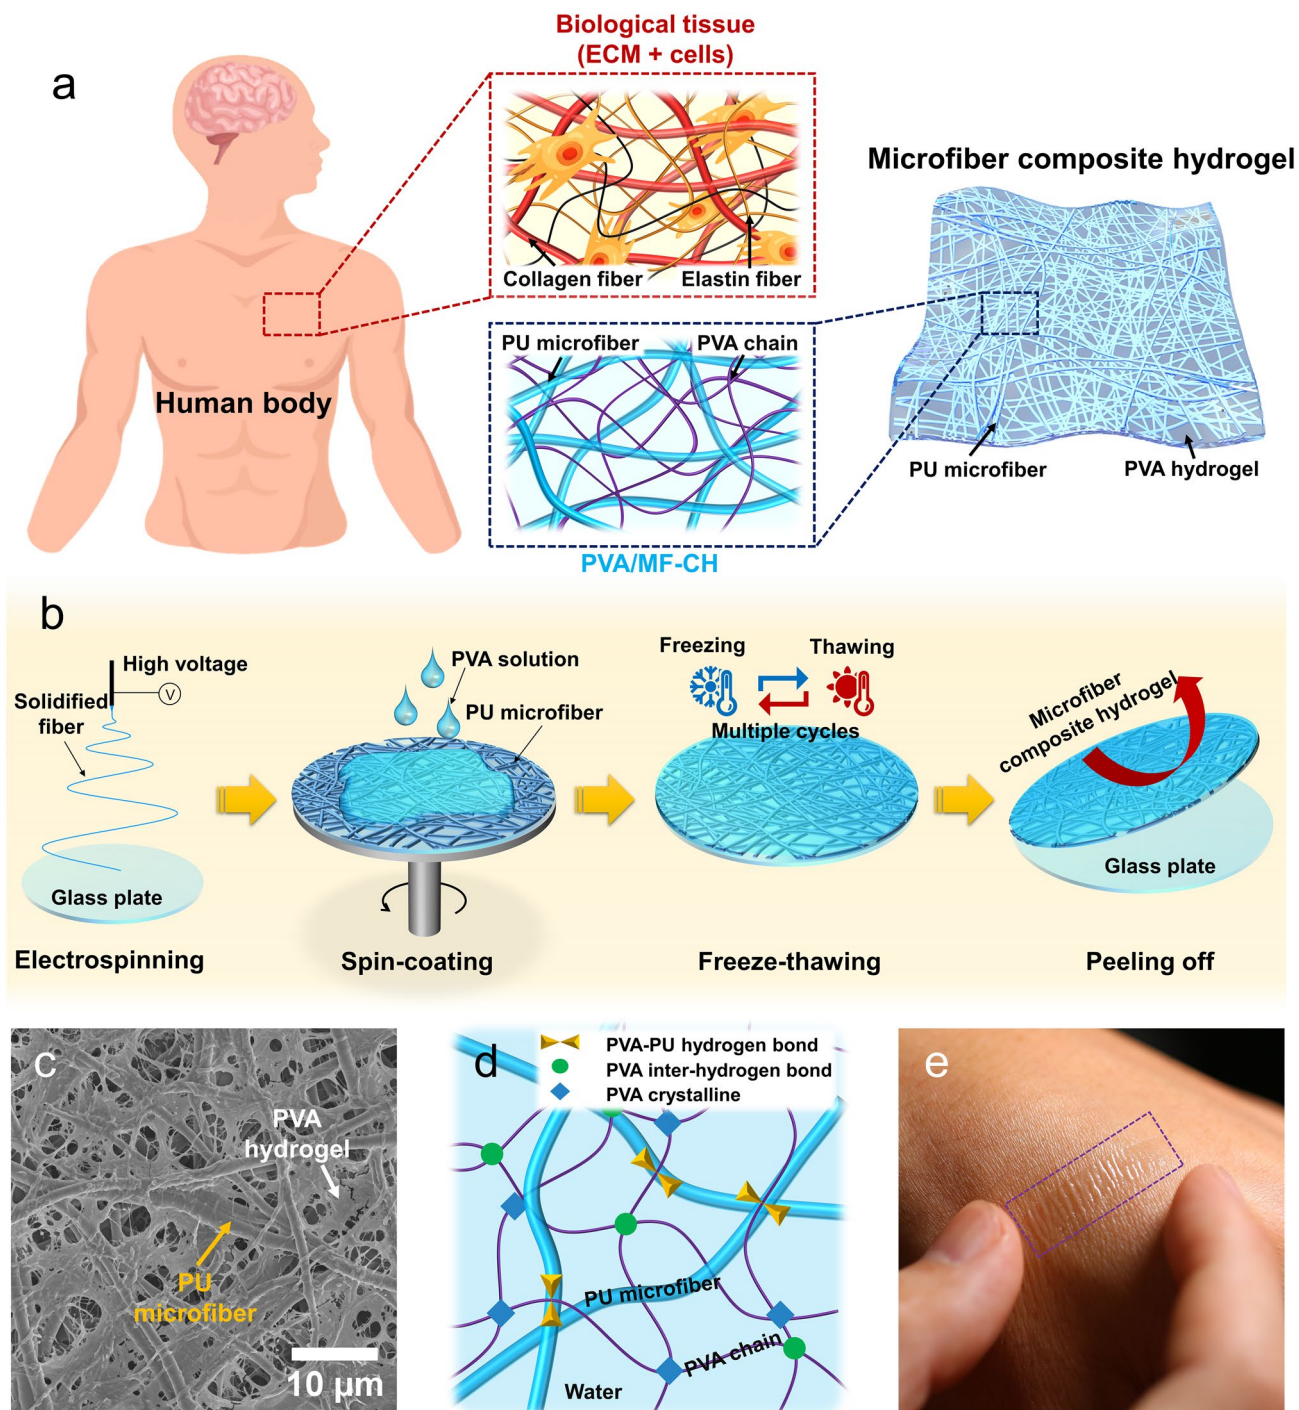 a
Biological tissue
(ECM + cells)
Collagen fiber
Elastin fiber
Human body
PU microfiber
PVA chain
PVA/MF-CH
Microfiber composite hydrogel
PU microfiber
PVA hydrogel
b
High voltage
V
Solidified
fiber
Glass plate
Electrospinning
PVA solution
PU microfiber
Spin-coating
Freezing
Thawing
Multiple cycles
Freeze-thawing
Microfiber
composite hydrogel
Glass plate
Peeling off
c
PVA
hydrogel
PU
microfiber
10 μm
d
PVA-PU hydrogen bond
PVA inter-hydrogen bond
PVA crystalline
PU microfiber
PVA chain
Water
e